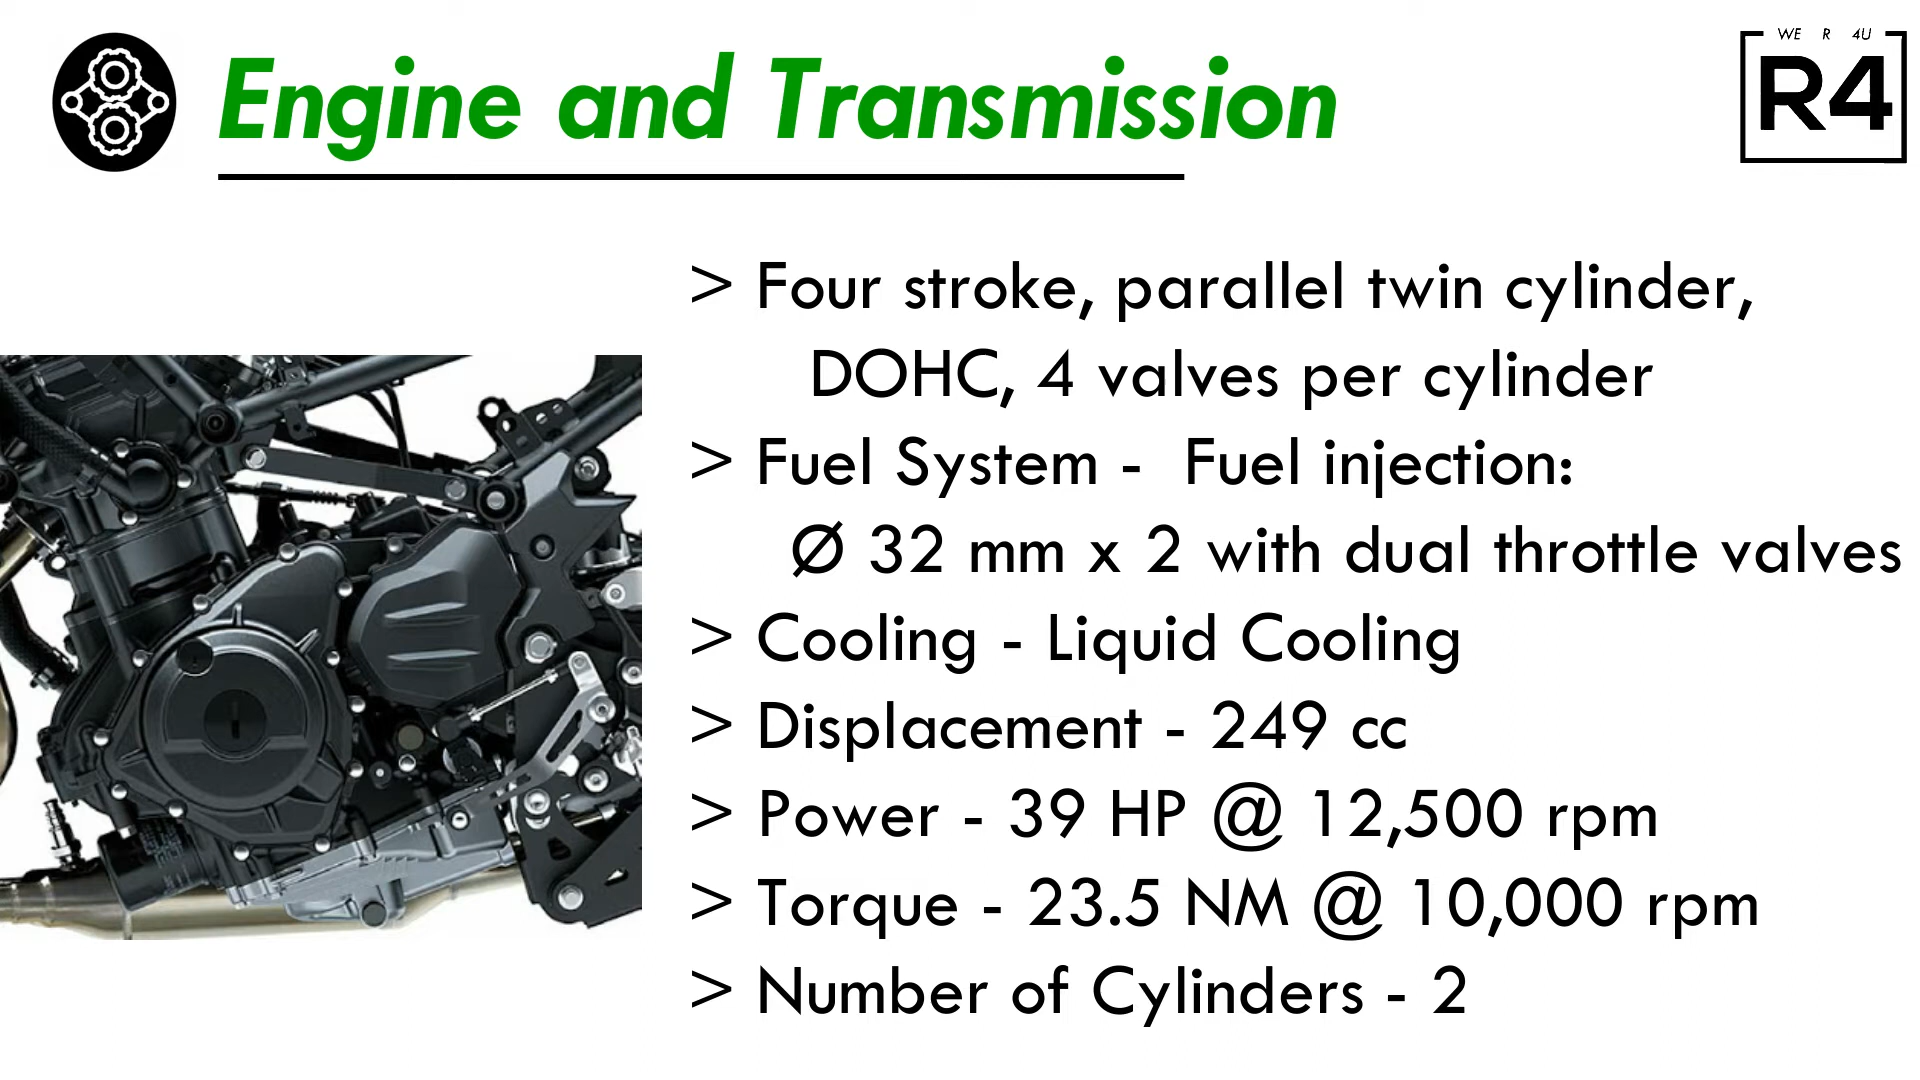 Engine and Transmission
WE R 4U
R4
> Four stroke, parallel twin cylinder,
DOHC, 4 valves per cylinder
> Fuel System - Fuel injection:
Ø 32 mm x 2 with dual throttle valves
> Cooling - Liquid Cooling
> Displacement - 249 cc
> Power - 39 HP @ 12,500 rpm
> Torque - 23.5 NM @ 10,000 rpm
> Number of Cylinders - 2